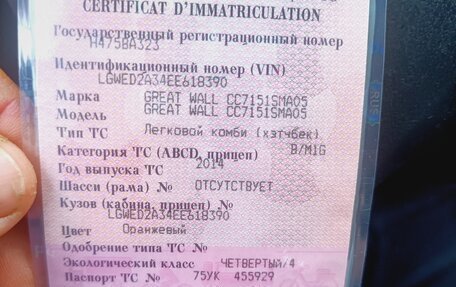 CERTIFICAT D'IMMATRICULATION
Государственный регистрационный номер
Н475ВА323
Идентификационный номер (VIN)
LGWED2A34EE618390
Марка GREAT WALL CC7151SMA05
Модель GREAT WALL CC7151SMA05
Тип ТС Легковой комби (хэтчбек)
Категория ТС (ABCD, прицеп) B/M1G
Год выпуска ТС 2014
Шасси (рама) № ОТСУТСТВУЕТ
Кузов (кабина, прицеп) №
LGWED2A34EE618390
Цвет Оранжевый
Одобрение типа ТС №
Экологический класс ЧЕТВЕРТЫЙ/4
Паспорт ТС № 75УК 455929